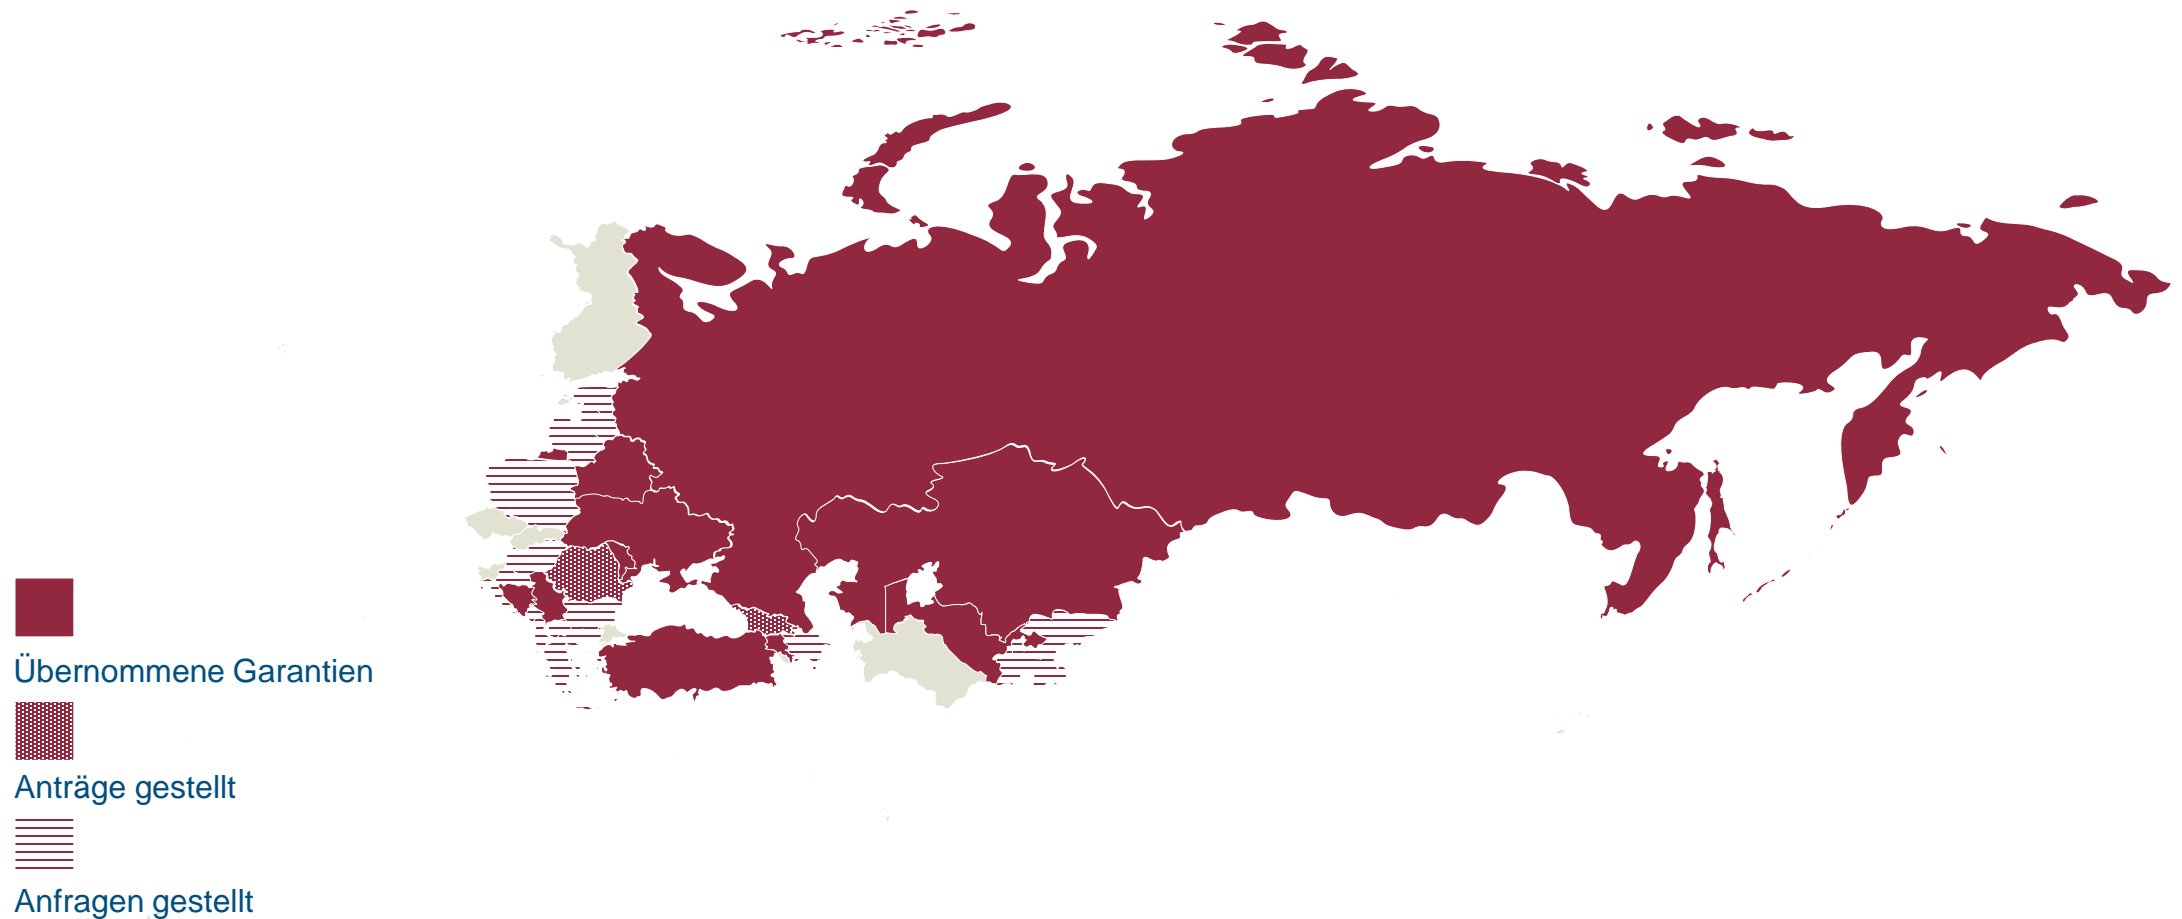 Übernommene Garantien
Anträge gestellt
Anfragen gestellt